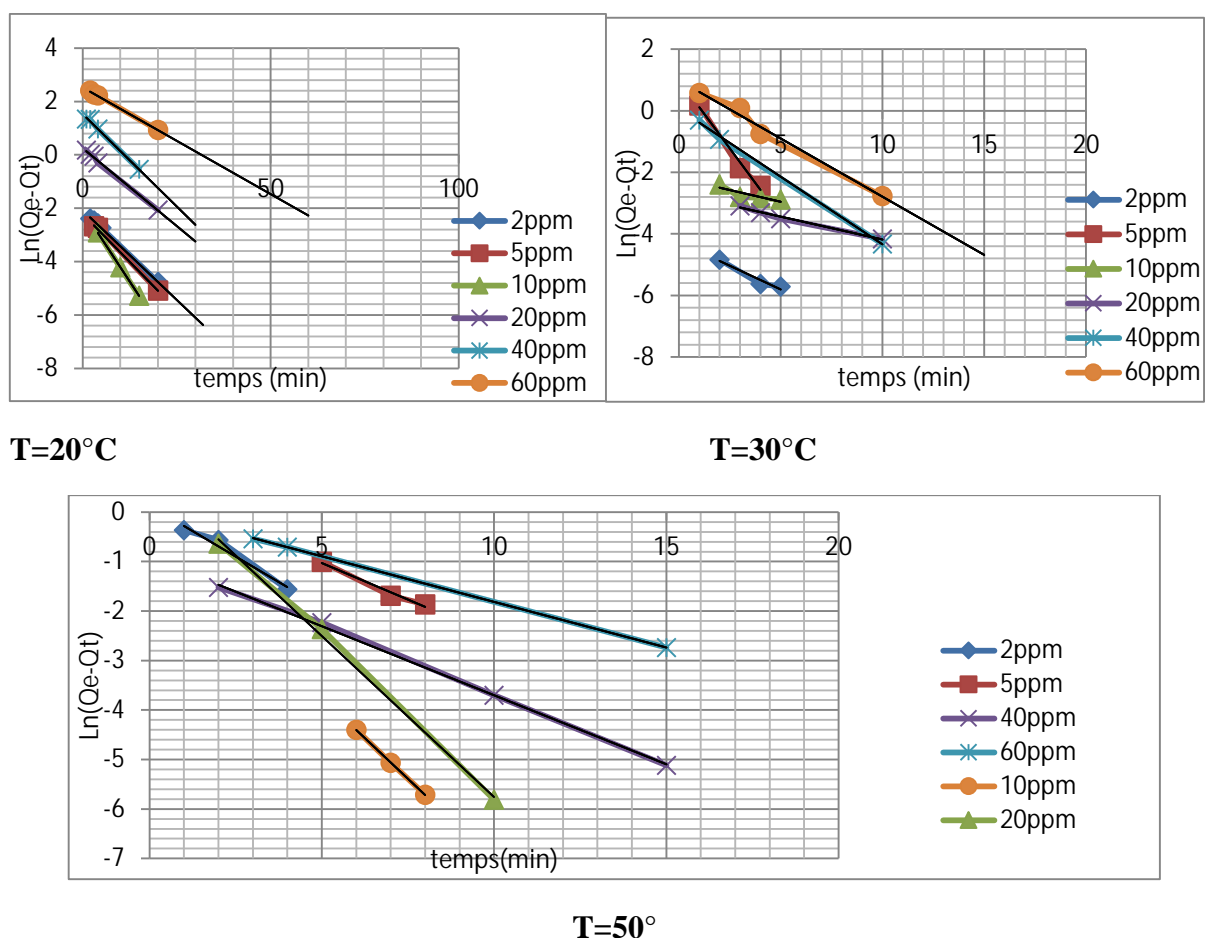 4
2
0
-2
-4
-6
-8
0 50 100
Ln(Qe-Qt)
temps (min)
2ppm
5ppm
10ppm
20ppm
40ppm
60ppm
2
0
-2
-4
-6
-8
0 5 10 15 20
Ln(Qe-Qt)
temps (min)
2ppm
5ppm
10ppm
20ppm
40ppm
60ppm
T=20°C T=30°C
0
-1
-2
-3
-4
-5
-6
-7
0 5 10 15 20
Ln(Qe-Qt)
temps(min)
2ppm
5ppm
40ppm
60ppm
10ppm
20ppm
T=50°